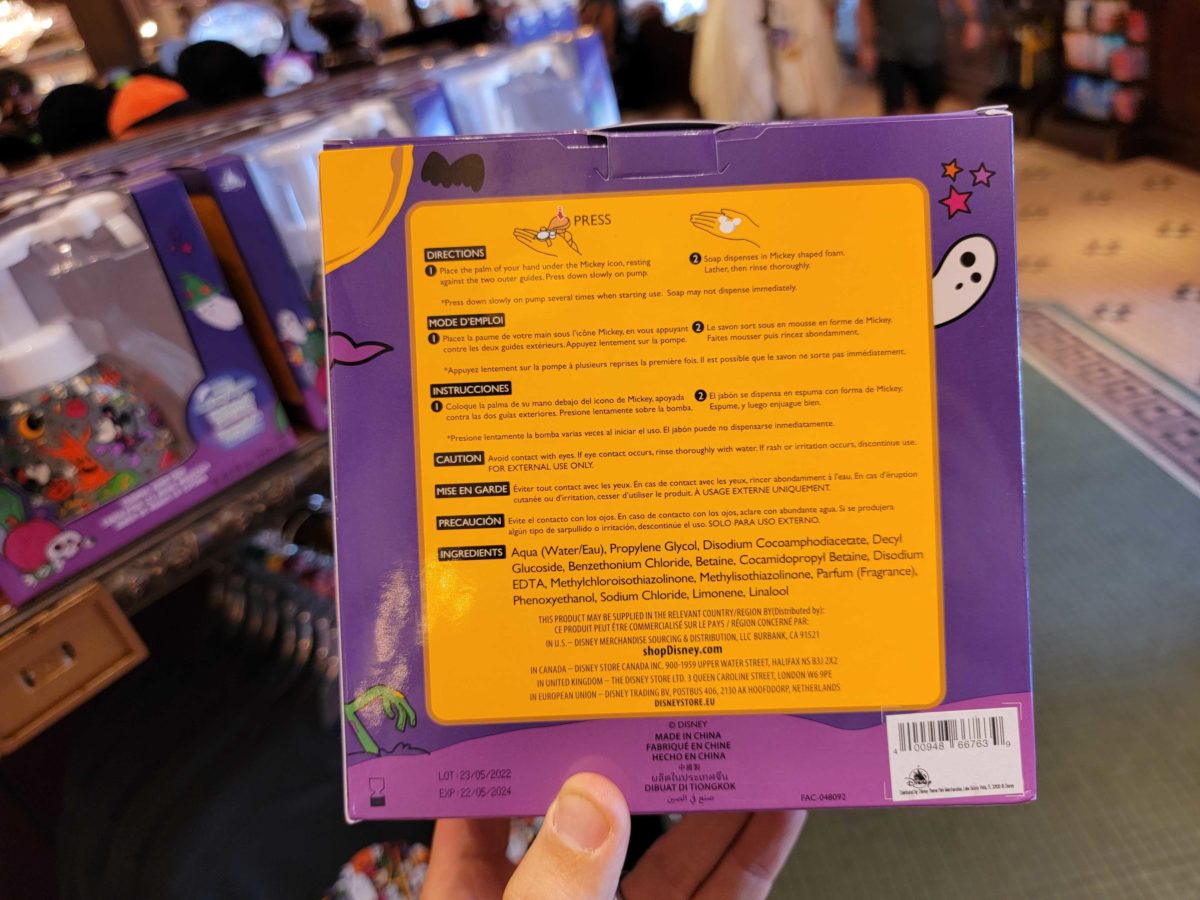 PRESS
DIRECTIONS
1 Place the palm of your hand under the Mickey icon, resting
against the two outer guides. Press down slowly on pump.
2 Soap dispenses in Mickey shaped foam.
Lather, then rinse thoroughly.
*Press down slowly on pump several times when starting use. Soap may not dispense immediately.
MODE D'EMPLOI
1 Placez la paume de votre main sous l'icône Mickey, en vous appuyant
contre les deux guides extérieurs. Appuyez lentement sur la pompe.
2 Le savon sort sous en mousse en forme de Mickey.
Faites mousser puis rincez abondamment.
*Appuyez lentement sur la pompe à plusieurs reprises la première fois. Il est possible que le savon ne sorte pas immédiatement.
INSTRUCCIONES
1 Coloque la palma de su mano debajo del icono de Mickey, apoyada
contra las dos guías exteriores. Presione lentamente sobre la bomba.
2 El jabón se dispensa en espuma con forma de Mickey.
Espume, y luego enjuague bien.
*Presione lentamente la bomba varias veces al iniciar el uso. El jabón puede no dispensarse inmediatamente.
CAUTION Avoid contact with eyes. If eye contact occurs, rinse thoroughly with water. If rash or irritation occurs, discontinue use.
FOR EXTERNAL USE ONLY.
MISE EN GARDE Éviter tout contact avec les yeux. En cas de contact avec les yeux, rincer abondamment à l'eau. En cas d'éruption
cutanée ou d'irritation, cesser d'utiliser le produit. À USAGE EXTERNE UNIQUEMENT.
PRECAUCIÓN Evite el contacto con los ojos. En caso de contacto con los ojos, aclare con abundante agua. Si se produjera
algún tipo de sarpullido o irritación, descontinúe el uso. SOLO PARA USO EXTERNO.
INGREDIENTS Aqua (Water/Eau), Propylene Glycol, Disodium Cocoamphodiacetate, Decyl
Glucoside, Benzethonium Chloride, Betaine, Cocamidopropyl Betaine, Disodium
EDTA, Methylchloroisothiazolinone, Methylisothiazolinone, Parfum (Fragrance),
Phenoxyethanol, Sodium Chloride, Limonene, Linalool
THIS PRODUCT MAY BE SUPPLIED IN THE RELEVANT COUNTRY/REGION BY(Distributed by):
CE PRODUIT PEUT ÊTRE COMMERCIALISÉ SUR LE PAYS / RÉGION CONCERNÉ PAR:
IN U.S.– DISNEY MERCHANDISE SOURCING & DISTRIBUTION, LLC BURBANK, CA 91521
shopDisney.com
IN CANADA – DISNEY STORE CANADA INC. 900-1959 UPPER WATER STREET, HALIFAX NS B3J 2X2
IN UNITED KINGDOM – THE DISNEY STORE LTD. 3 QUEEN CAROLINE STREET, LONDON W6 9PE
IN EUROPEAN UNION – DISNEY TRADING BV, POSTBUS 406, 2130 AK HOOFDDORP, NETHERLANDS
DISNEYSTORE.EU
© DISNEY
MADE IN CHINA
FABRIQUÉ EN CHINE
HECHO EN CHINA
中國製
ผลิตในประเทศจีน
DIBUAT DI TIONGKOK
صنع في الصين
LOT : 23/05/2022
EXP : 22/05/2024
FAC-048092
4 00948 66763 9
Disney